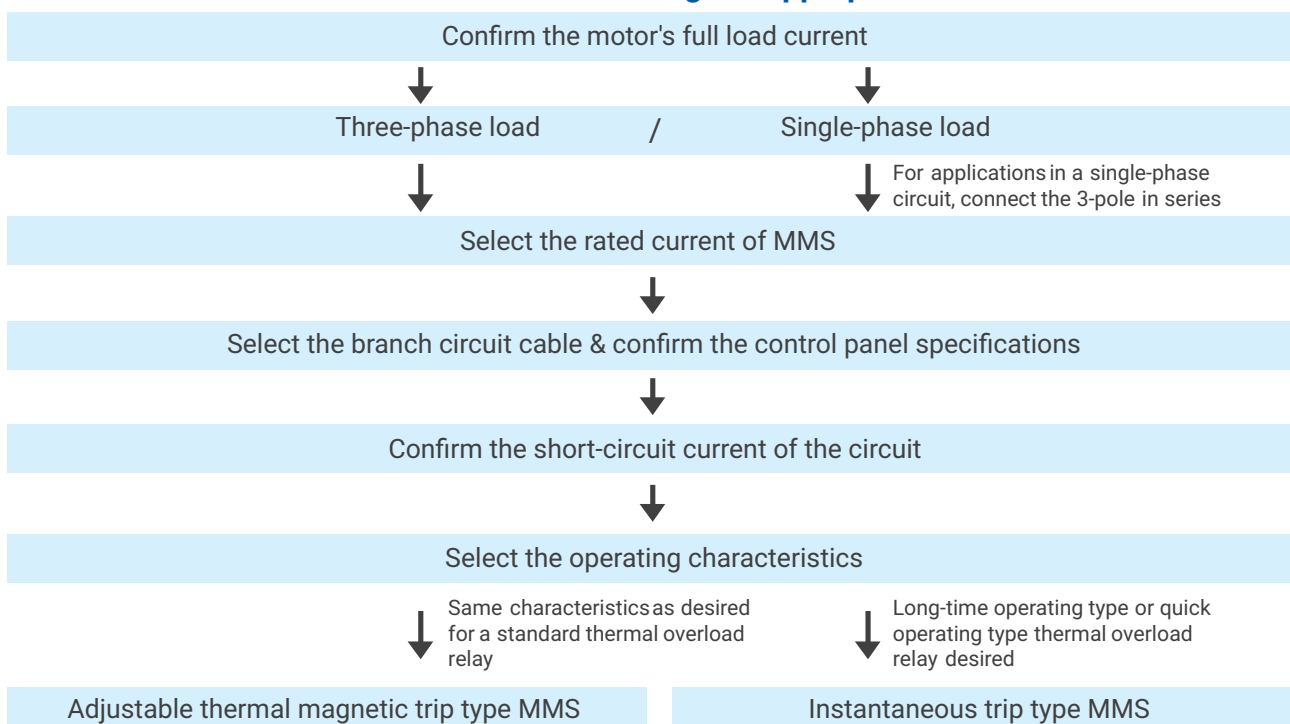 Confirm the motor's full load current
Three-phase load / Single-phase load
For applications in a single-phase
circuit, connect the 3-pole in series
Select the rated current of MMS
Select the branch circuit cable & confirm the control panel specifications
Confirm the short-circuit current of the circuit
Select the operating characteristics
Same characteristics as desired
for a standard thermal overload
relay
Long-time operating type or quick
operating type thermal overload
relay desired
Adjustable thermal magnetic trip type MMS
Instantaneous trip type MMS